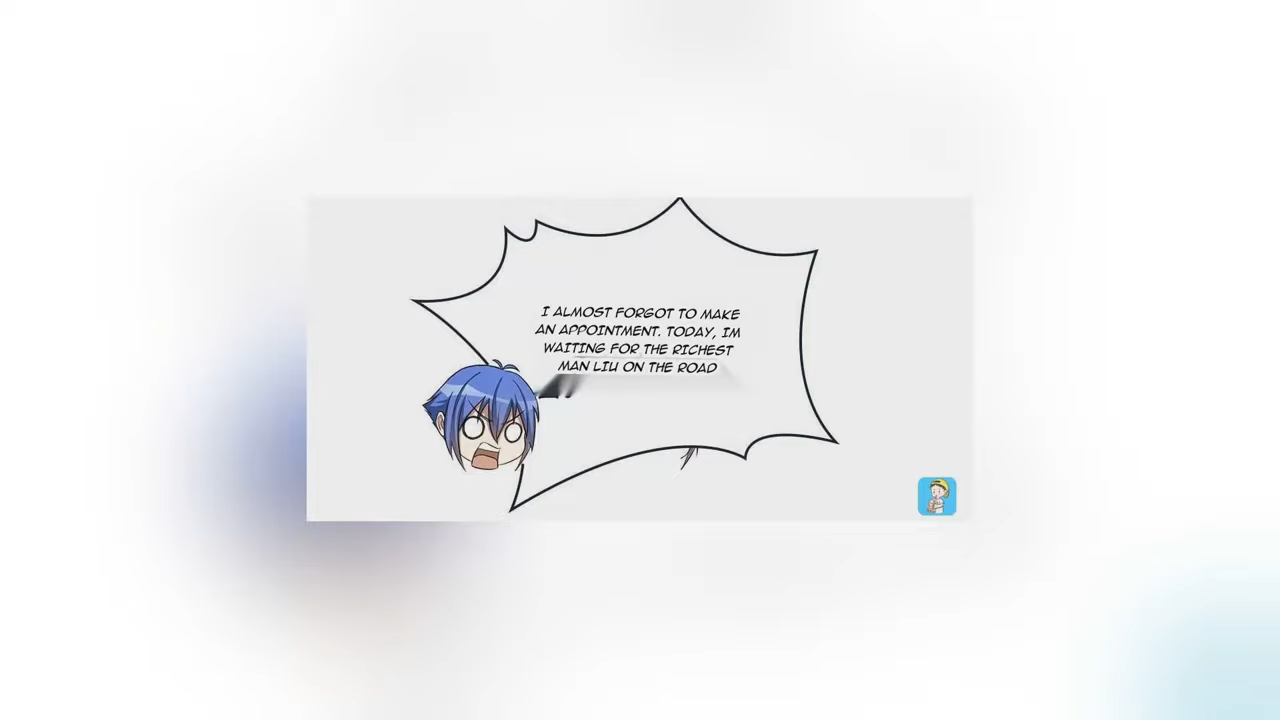 I ALMOST FORGOT TO MAKE
AN APPOINTMENT. TODAY, IM
WAITING FOR THE RICHEST
MAN LIU ON THE ROAD